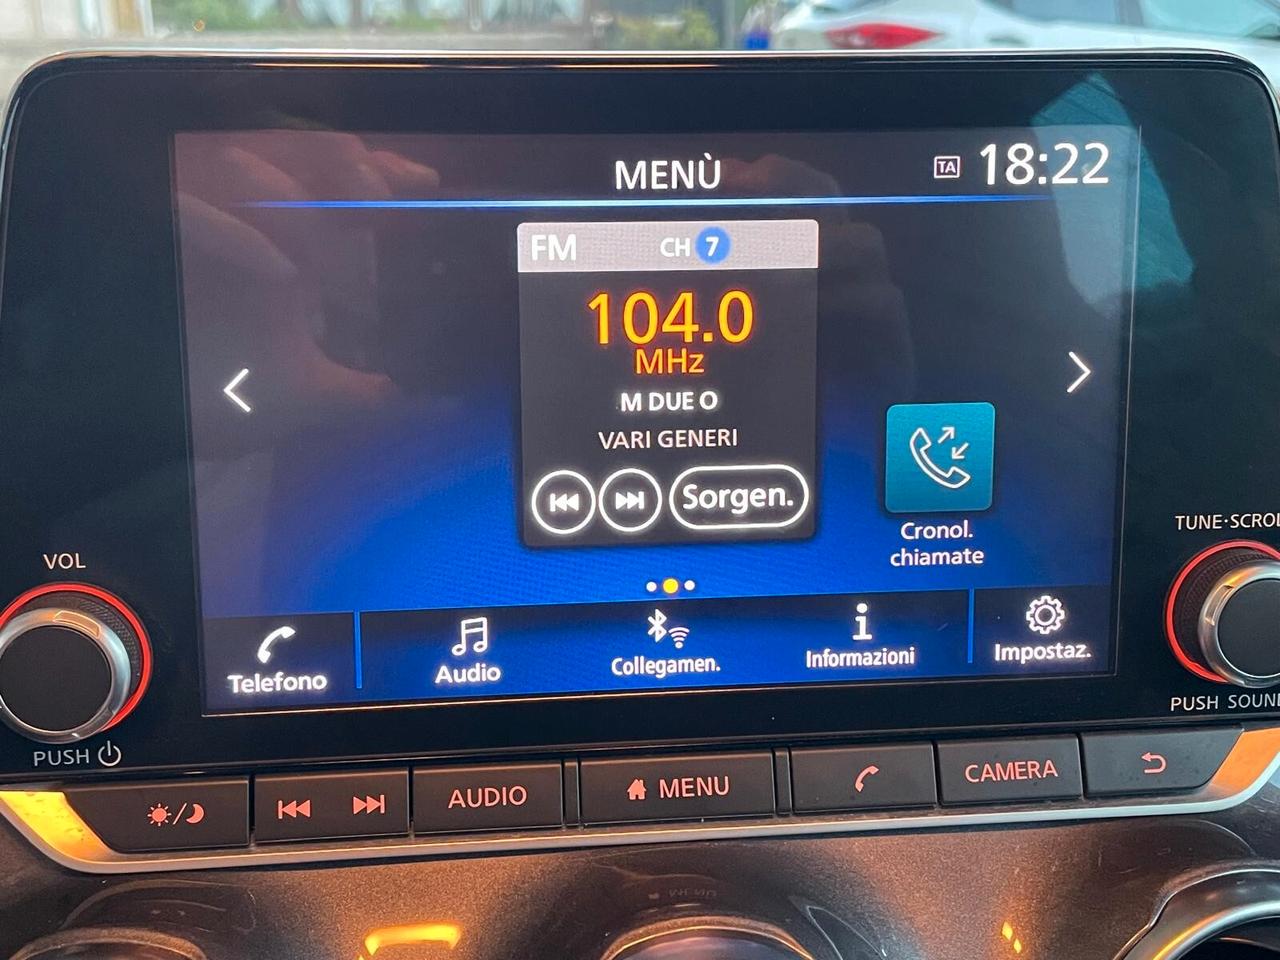 MENÙ
TA 18:22
FM CH 7
104.0
MHz
M DUE O
VARI GENERI
Sorgen.
Cronol.
chiamate
Telefono
Audio
Collegamen.
Informazioni
Impostaz.
VOL
PUSH
TUNE·SCROL
PUSH SOUN
AUDIO
MENU
CAMERA